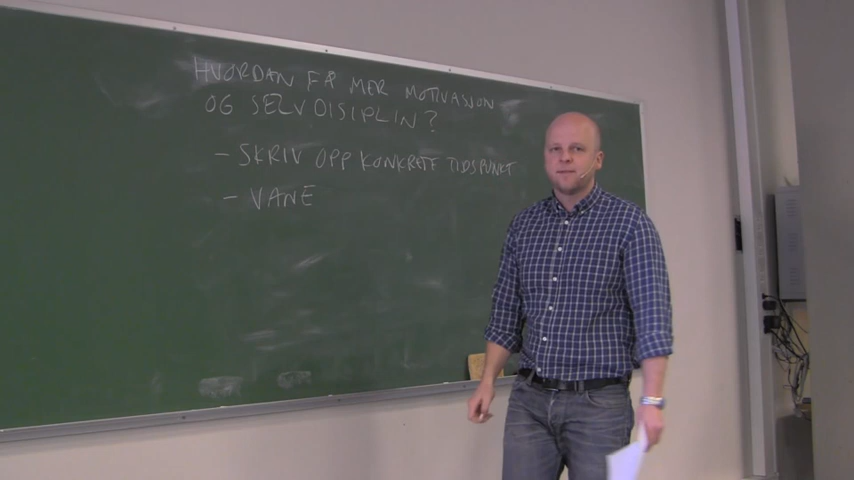 HVORDAN FÅ MER MOTIVASJON
OG SELVDISIPLIN?
- SKRIV OPP KONKRETE TIDSPUNKT
- VANE